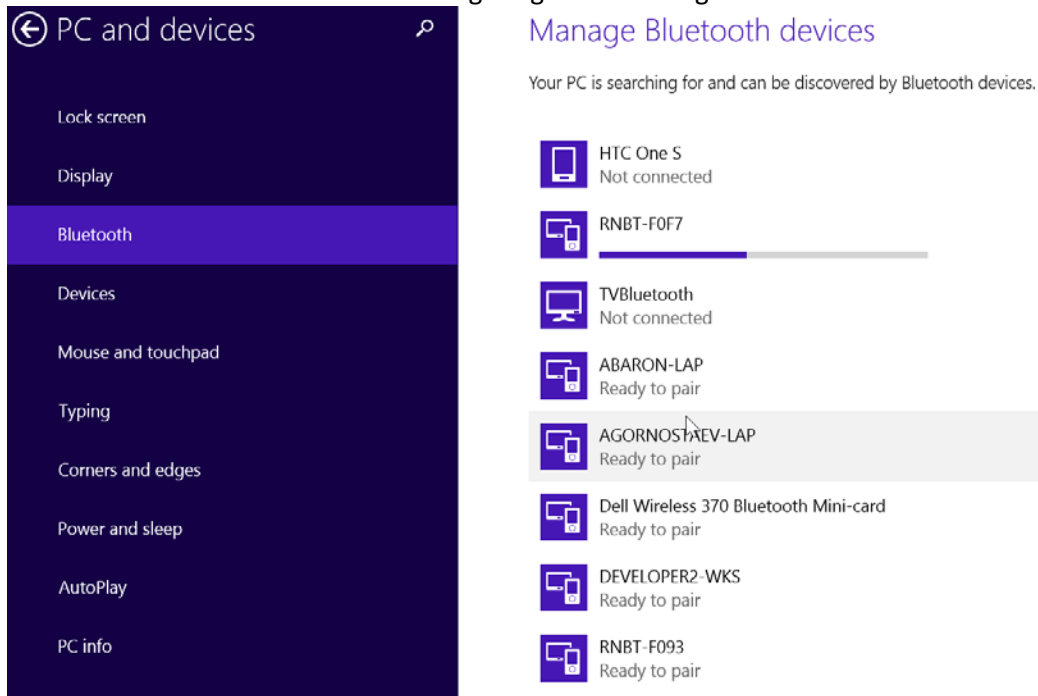 PC and devices
Lock screen
Display
Bluetooth
Devices
Mouse and touchpad
Typing
Corners and edges
Power and sleep
AutoPlay
PC info
Manage Bluetooth devices
Your PC is searching for and can be discovered by Bluetooth devices.
HTC One S
Not connected
RNBT-F0F7
TVBluetooth
Not connected
ABARON-LAP
Ready to pair
AGORNOSTAEV-LAP
Ready to pair
Dell Wireless 370 Bluetooth Mini-card
Ready to pair
DEVELOPER2-WKS
Ready to pair
RNBT-F093
Ready to pair